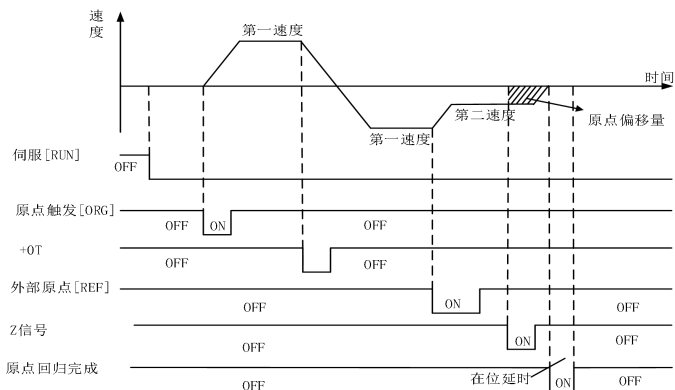 速度
第一速度
时间
第二速度
原点偏移量
第一速度
伺服[RUN]
OFF
原点触发[ORG]
OFF
ON
OFF
+OT
OFF
OFF
外部原点[REF]
OFF
ON
OFF
Z信号
OFF
ON
OFF
原点回归完成
OFF
在位延时
ON
OFF